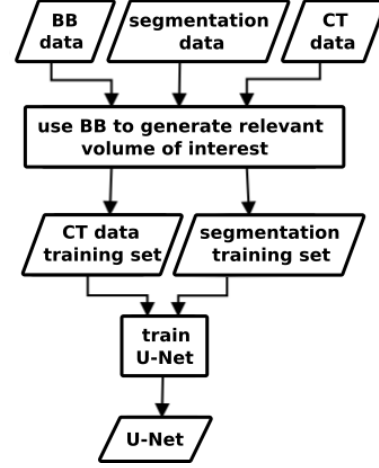 BB
data
segmentation
data
CT
data
use BB to generate relevant
volume of interest
CT data
training set
segmentation
training set
train
U-Net
U-Net